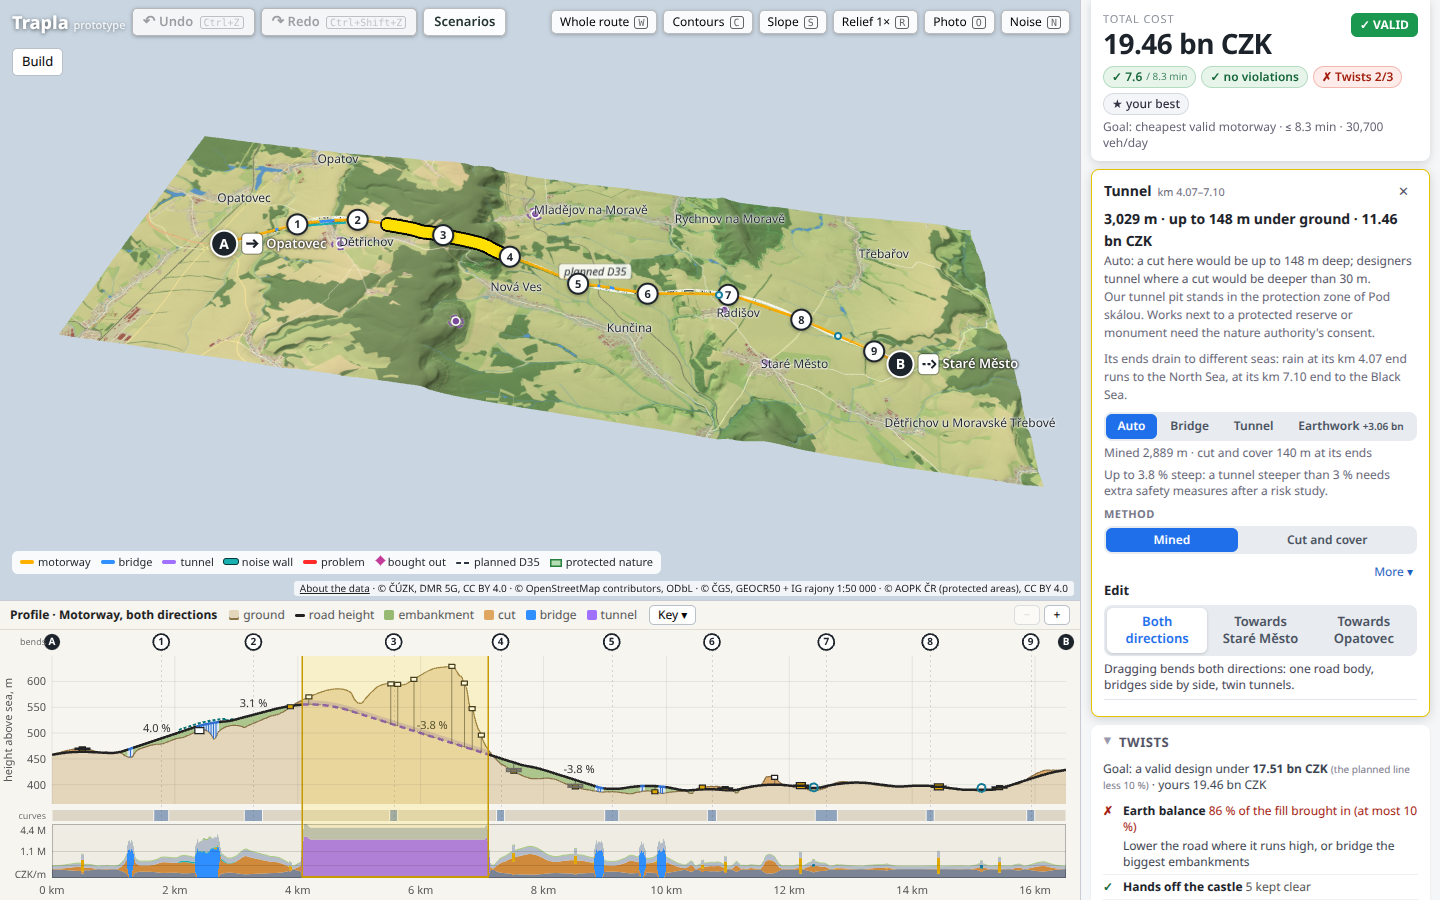 Trapla prototype
↶ Undo Ctrl+Z
↷ Redo Ctrl+Shift+Z
Scenarios
Whole route W
Contours C
Slope S
Relief 1× R
Photo O
Noise N
Build
Opatov
Opatovec
Mladějov na Moravě
Rychnov na Moravě
1
2
A → Opatovec
Dětřichov
3
4
Třebařov
planned D35
Nová Ves
5
6
7
Radišov
Kunčina
8
9
Staré Město
B ⇢ Staré Město
Dětřichov u Moravské Třebové
motorway
bridge
tunnel
noise wall
problem
bought out
planned D35
protected nature
About the data · © ČÚZK, DMR 5G, CC BY 4.0 · © OpenStreetMap contributors, ODbL · © ČGS, GEOCR50 + IG rajony 1:50 000 · © AOPK ČR (protected areas), CC BY 4.0
Profile · Motorway, both directions
ground
road height
embankment
cut
bridge
tunnel
Key ▾
−
+
bends A 1 2 3 4 5 6 7 8 9 B
height above sea, m
600
550
500
450
400
4.0 %
3.1 %
-3.8 %
-3.8 %
curves
4.4 M
1.1 M
CZK/m
0 km 2 km 4 km 6 km 8 km 10 km 12 km 14 km 16 km
TOTAL COST
19.46 bn CZK
✓ VALID
✓ 7.6 / 8.3 min
✓ no violations
✗ Twists 2/3
★ your best
Goal: cheapest valid motorway · ≤ 8.3 min · 30,700
veh/day
Tunnel km 4.07–7.10 ✕
3,029 m · up to 148 m under ground · 11.46
bn CZK
Auto: a cut here would be up to 148 m deep; designers
tunnel where a cut would be deeper than 30 m.
Our tunnel pit stands in the protection zone of Pod
skálou. Works next to a protected reserve or
monument need the nature authority's consent.
Its ends drain to different seas: rain at its km 4.07 end
runs to the North Sea, at its km 7.10 end to the Black
Sea.
Auto
Bridge
Tunnel
Earthwork +3.06 bn
Mined 2,889 m · cut and cover 140 m at its ends
Up to 3.8 % steep: a tunnel steeper than 3 % needs
extra safety measures after a risk study.
METHOD
Mined
Cut and cover
More ▾
Edit
Both
directions
Towards
Staré Město
Towards
Opatovec
Dragging bends both directions: one road body,
bridges side by side, twin tunnels.
▼ TWISTS
Goal: a valid design under 17.51 bn CZK (the planned line
less 10 %) · yours 19.46 bn CZK
✗ Earth balance 86 % of the fill brought in (at most 10
%)
Lower the road where it runs high, or bridge the
biggest embankments
✓ Hands off the castle 5 kept clear